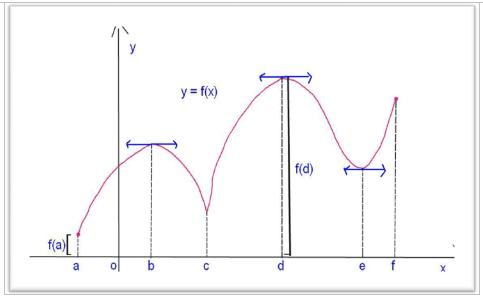 y
y = f(x)
f(d)
f(a)
a o b c d e f x